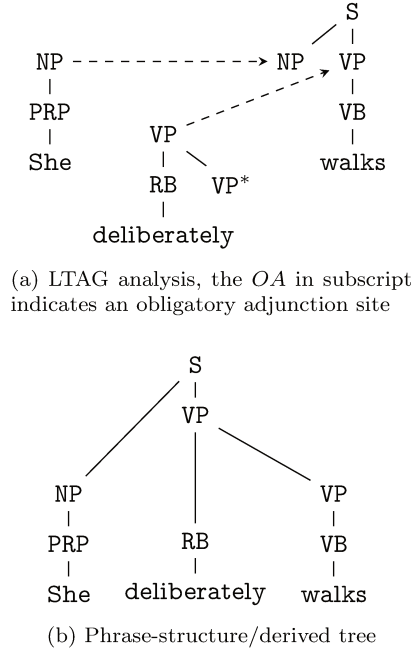 S
NP NP VP
PRP VB
VP
She walks
RB VP*
deliberately
(a) LTAG analysis, the OA in subscript
indicates an obligatory adjunction site
S
VP
NP VP
PRP RB VB
She deliberately walks
(b) Phrase-structure/derived tree